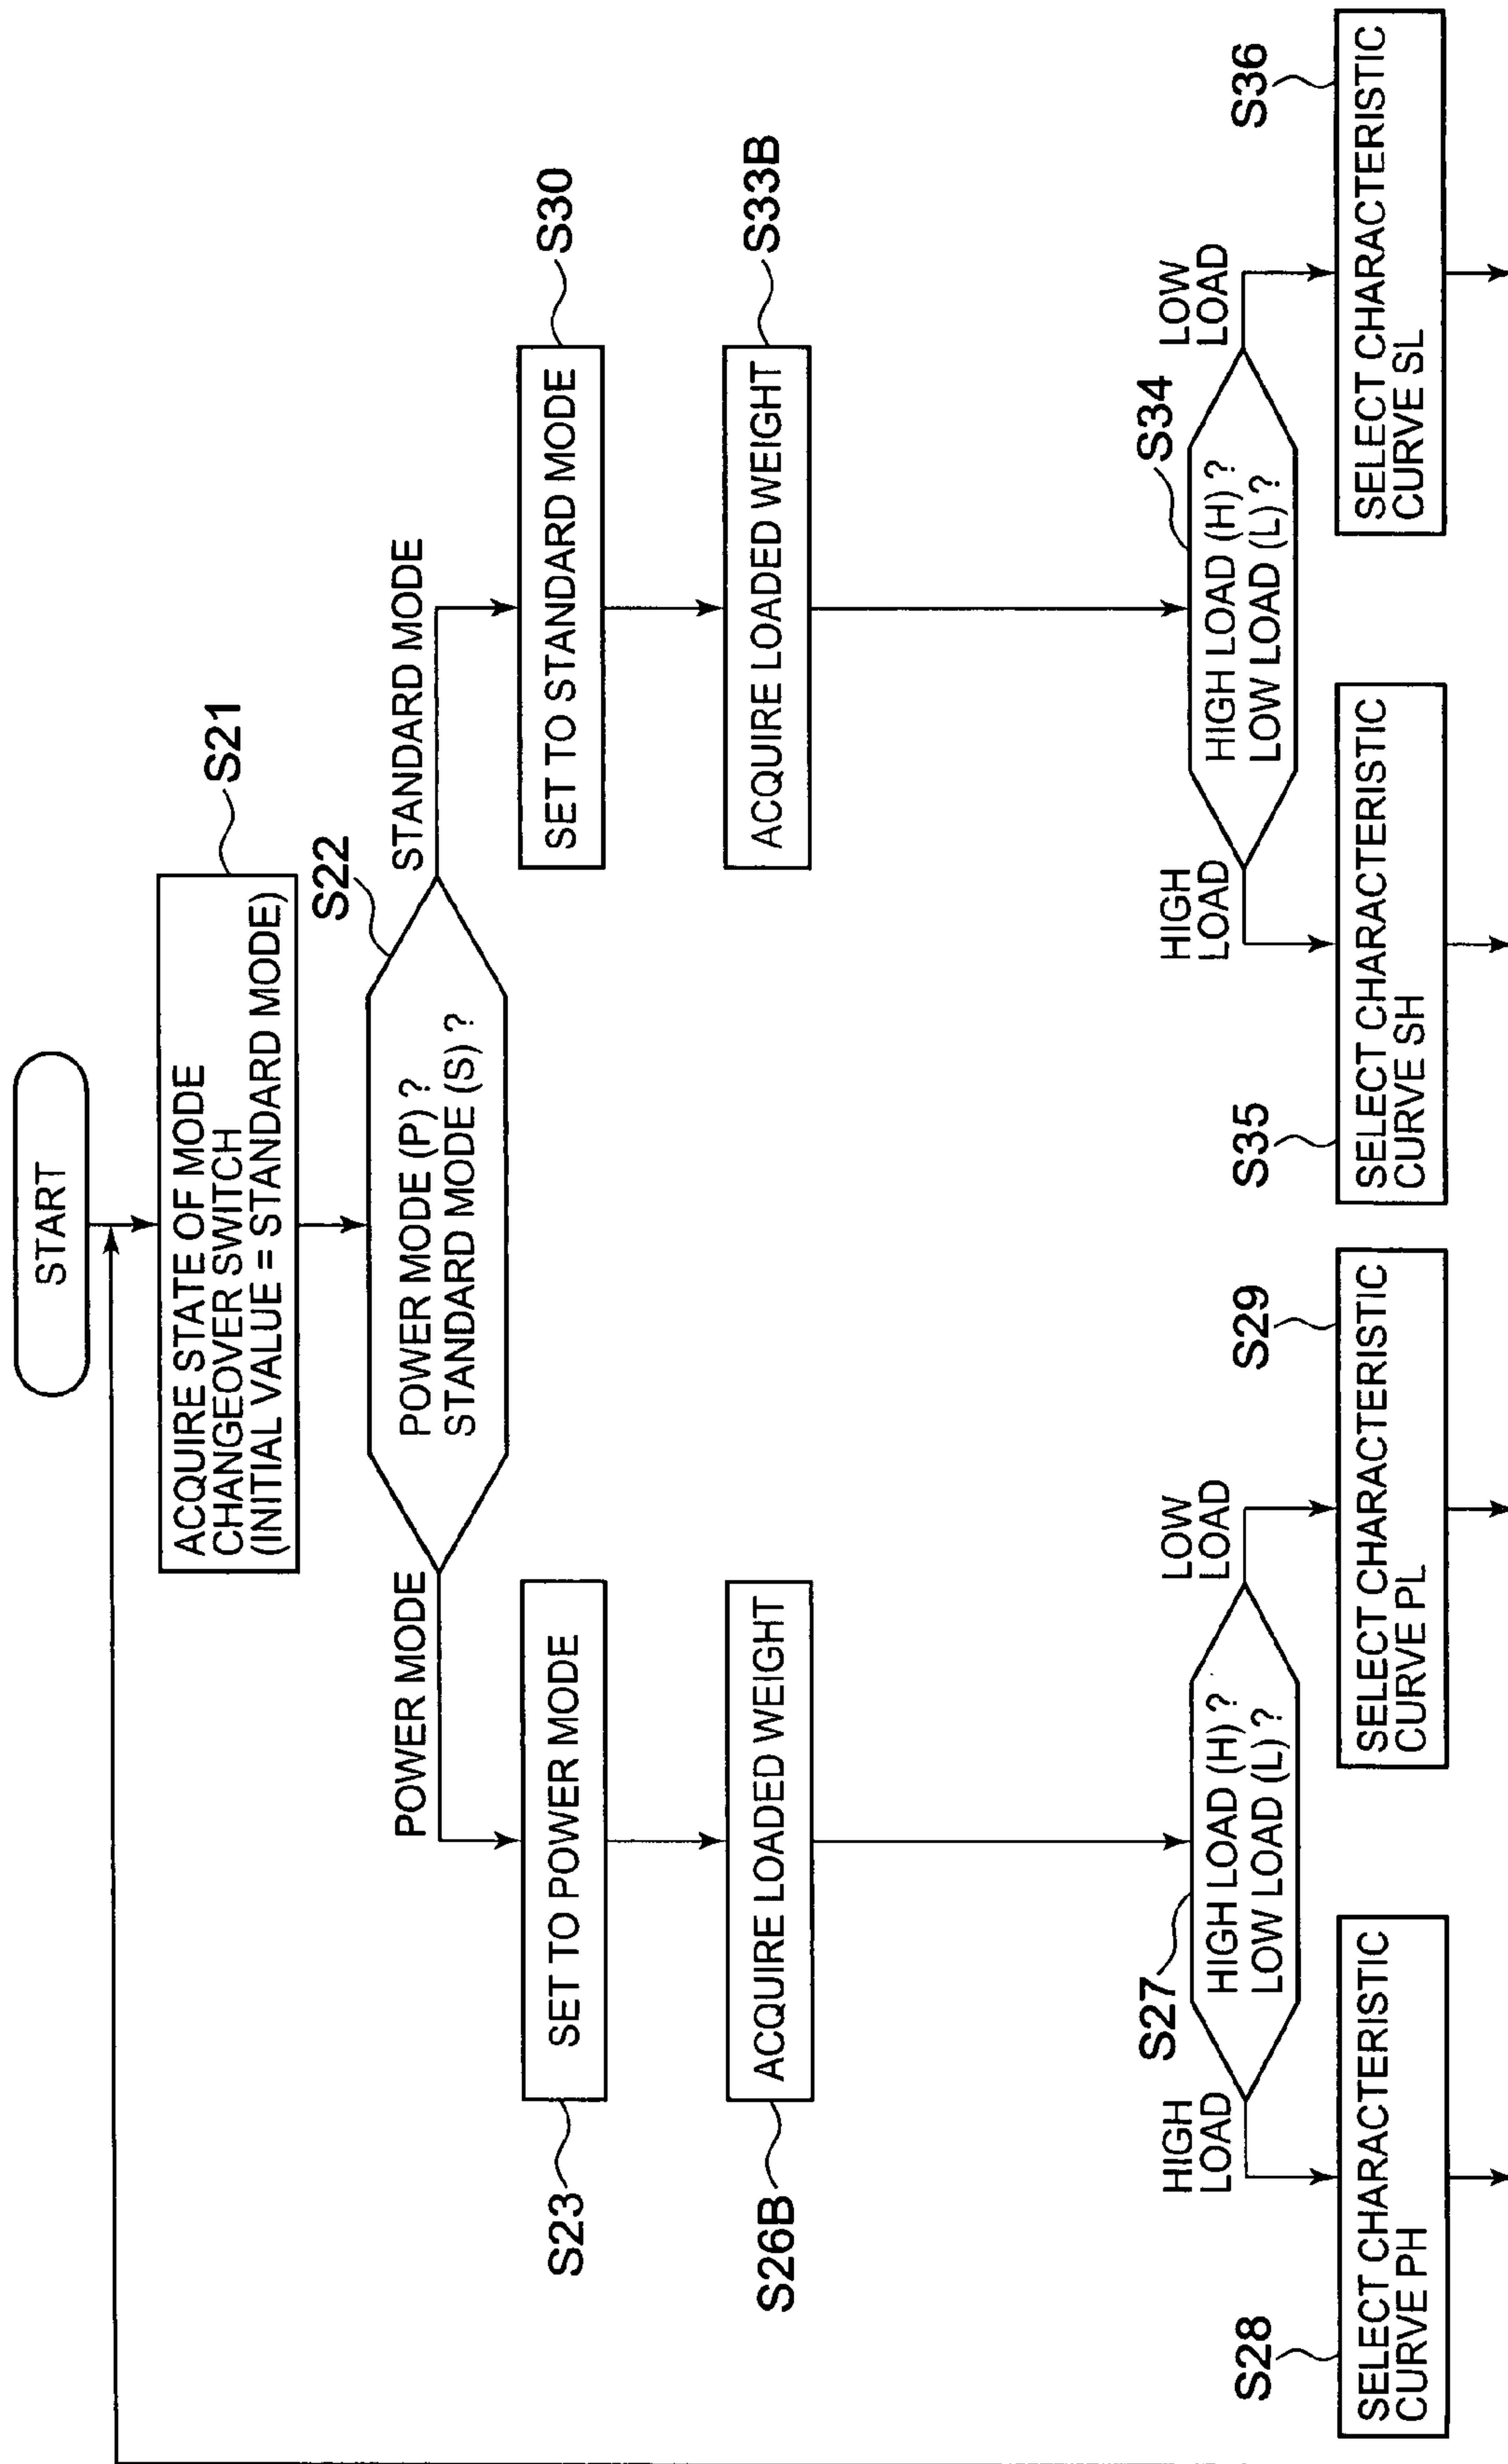 START
ACQUIRE STATE OF MODE
CHANGEOVER SWITCH
(INITIAL VALUE = STANDARD MODE)
S21
S22
POWER MODE (P) ?
STANDARD MODE (S) ?
POWER MODE
STANDARD MODE
S23
SET TO POWER MODE
SET TO STANDARD MODE
S30
S26B
ACQUIRE LOADED WEIGHT
ACQUIRE LOADED WEIGHT
S33B
S27
HIGH LOAD (H) ?
LOW LOAD (L) ?
HIGH
LOAD
LOW
LOAD
S34
HIGH LOAD (H) ?
LOW LOAD (L) ?
HIGH
LOAD
LOW
LOAD
S28
SELECT CHARACTERISTIC
CURVE PH
S29
SELECT CHARACTERISTIC
CURVE PL
S35
SELECT CHARACTERISTIC
CURVE SH
S36
SELECT CHARACTERISTIC
CURVE SL